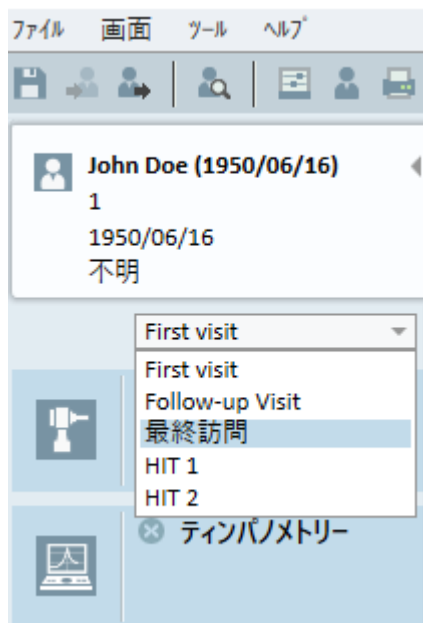 ファイル 画面 ツール ヘルプ
John Doe (1950/06/16)
1
1950/06/16
不明
First visit
First visit
Follow-up Visit
最終訪問
HIT 1
HIT 2
ティンパノメトリー